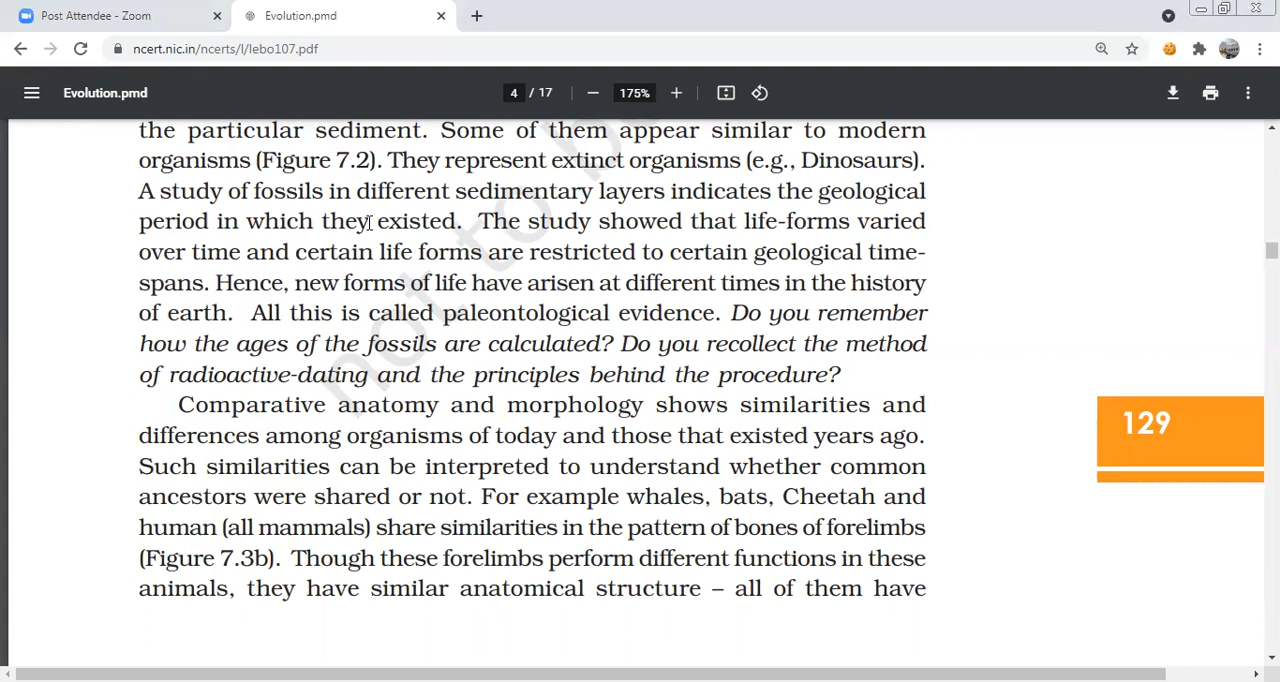 Post Attendee - Zoom
Evolution.pmd
ncert.nic.in/ncerts/l/lebo107.pdf
Evolution.pmd
4 / 17
175%
the particular sediment. Some of them appear similar to modern
organisms (Figure 7.2). They represent extinct organisms (e.g., Dinosaurs).
A study of fossils in different sedimentary layers indicates the geological
period in which they existed. The study showed that life-forms varied
over time and certain life forms are restricted to certain geological time-
spans. Hence, new forms of life have arisen at different times in the history
of earth. All this is called paleontological evidence. Do you remember
how the ages of the fossils are calculated? Do you recollect the method
of radioactive-dating and the principles behind the procedure?
Comparative anatomy and morphology shows similarities and
differences among organisms of today and those that existed years ago.
Such similarities can be interpreted to understand whether common
ancestors were shared or not. For example whales, bats, Cheetah and
human (all mammals) share similarities in the pattern of bones of forelimbs
(Figure 7.3b). Though these forelimbs perform different functions in these
animals, they have similar anatomical structure – all of them have
129
not to b